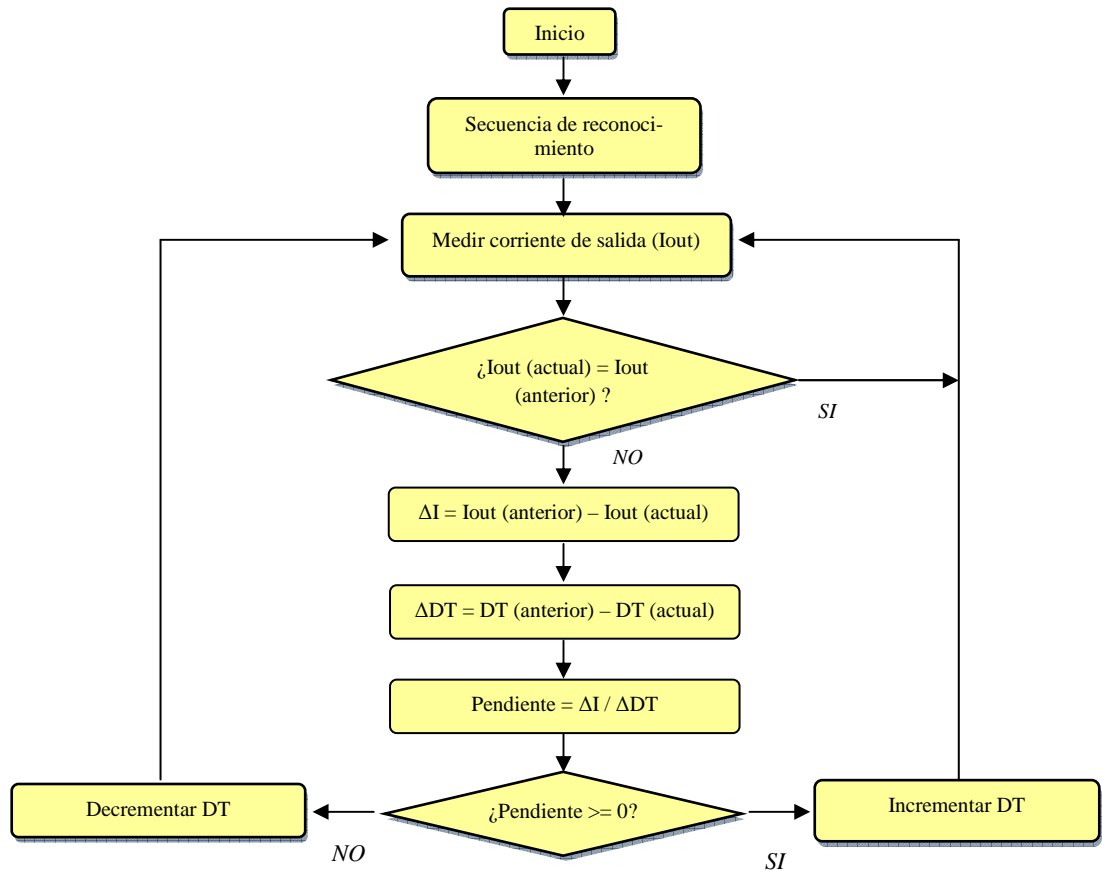 Inicio
Secuencia de reconoci-
miento
Medir corriente de salida (Iout)
¿Iout (actual) = Iout
(anterior) ?
SI
NO
ΔI = Iout (anterior) – Iout (actual)
ΔDT = DT (anterior) – DT (actual)
Pendiente = ΔI / ΔDT
Decrementar DT
¿Pendiente >= 0?
Incrementar DT
NO
SI